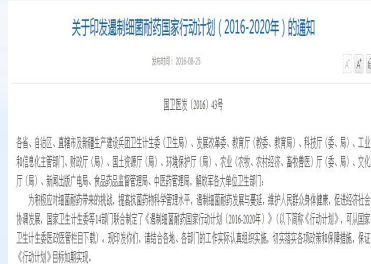 关于印发遏制细菌耐药国家行动计划(2016-2020年)的通知
发布时间: 2016-08-25
国卫医发〔2016〕43号
各省、自治区、直辖市及新疆生产建设兵团卫生计生委(卫生局)、发展改革委、教育厅(教委、教育局)、科技厅(委、局)、工业
和信息化主管部门、财政厅(局)、国土资源厅(局)、环境保护厅(局)、农业(农牧、农村经济、畜牧兽医)厅(委、局)、文化
厅(局)、新闻出版广电局、食品药品监督管理局、中医药管理局,解放军各大单位卫生部门:
为积极应对细菌耐药带来的挑战,提高抗菌药物科学管理水平,遏制细菌耐药发展与蔓延,维护人民群众身体健康,促进经济社会
协调发展,国家卫生计生委等14部门联合制定了《遏制细菌耐药国家行动计划(2016-2020年)》(以下简称《行动计划》,可从国家
卫生计生委医政医管栏目下载)。现印发你们,请结合各地、各部门的工作实际认真组织实施,切实落实各项政策和保障措施,保证
《行动计划》目标如期实现。